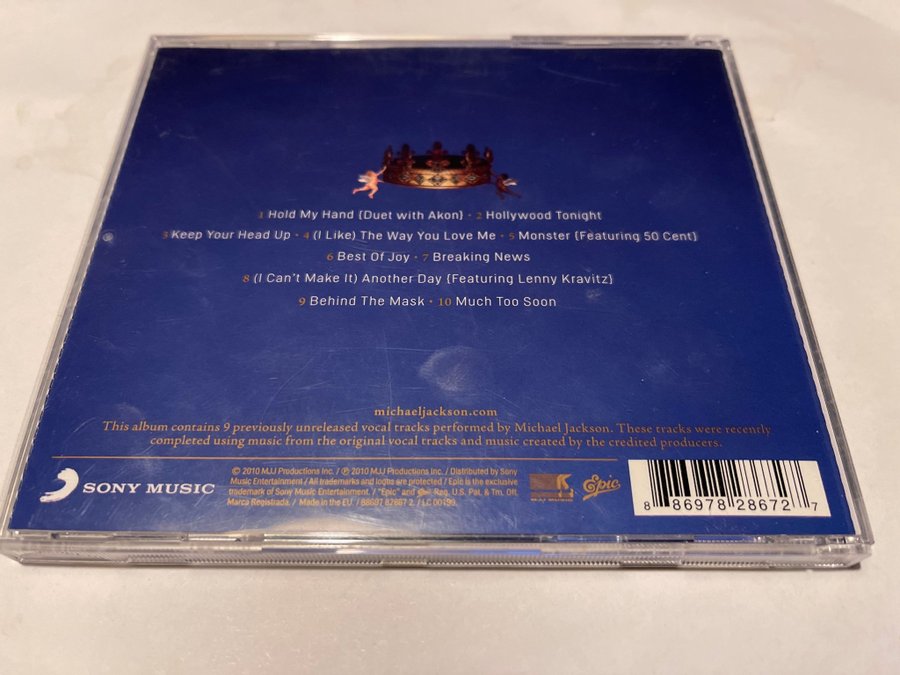 1 Hold My Hand (Duet with Akon) • 2 Hollywood Tonight
3 Keep Your Head Up • 4 (I Like) The Way You Love Me • 5 Monster (Featuring 50 Cent)
6 Best Of Joy • 7 Breaking News
8 (I Can't Make It) Another Day (Featuring Lenny Kravitz)
9 Behind The Mask • 10 Much Too Soon
michaeljackson.com
This album contains 9 previously unreleased vocal tracks performed by Michael Jackson. These tracks were recently
completed using music from the original vocal tracks and music created by the credited producers.
SONY MUSIC
© 2010 MJJ Productions Inc. / ℗ 2010 MJJ Productions Inc. / Distributed by Sony
Music Entertainment / All trademarks and logos are protected / Epic is the exclusive
trademark of Sony Music Entertainment. / "Epic" and Epic Reg. U.S. Pat. & Tm. Off.
Marca Registrada. / Made in the EU / 88697 82867 2 / LC 00199.
MJJ MUSIC
Epic
8 86978 28672 7